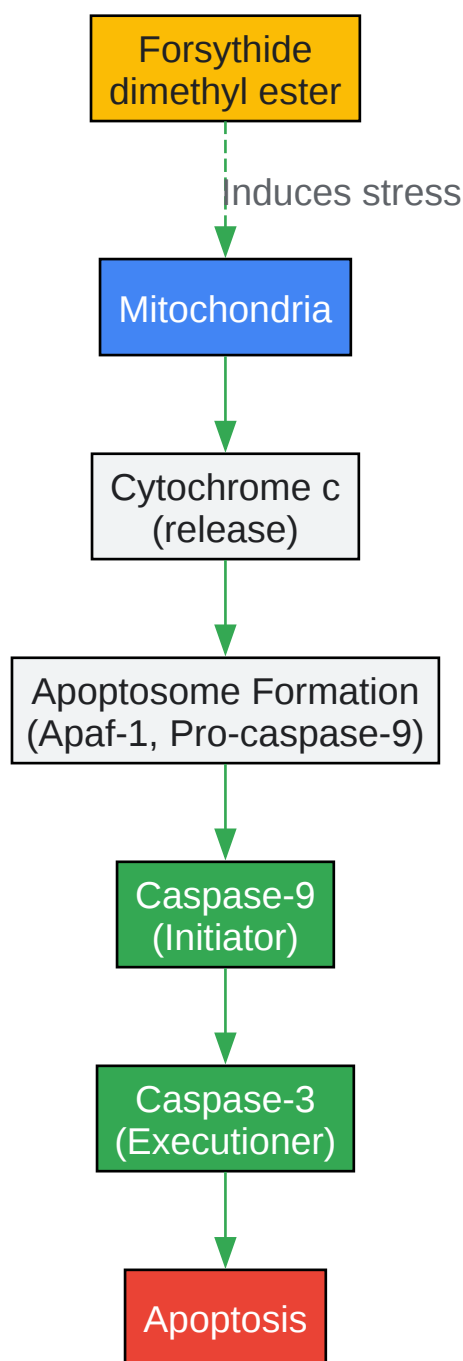 Forsythide
dimethyl ester
Induces stress
Mitochondria
Cytochrome c
(release)
Apoptosome Formation
(Apaf-1, Pro-caspase-9)
Caspase-9
(Initiator)
Caspase-3
(Executioner)
Apoptosis